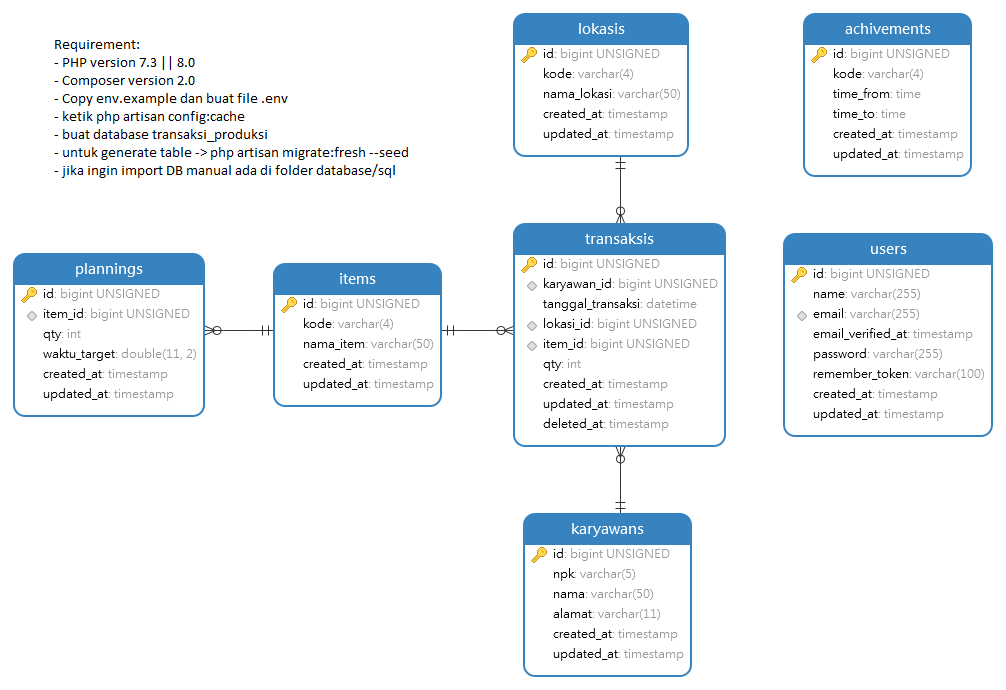 Requirement:
- PHP version 7.3 || 8.0
- Composer version 2.0
- Copy env.example dan buat file .env
- ketik php artisan config:cache
- buat database transaksi_produksi
- untuk generate table -> php artisan migrate:fresh --seed
- jika ingin import DB manual ada di folder database/sql
lokasis
id: bigint UNSIGNED
kode: varchar(4)
nama_lokasi: varchar(50)
created_at: timestamp
updated_at: timestamp
achivements
id: bigint UNSIGNED
kode: varchar(4)
time_from: time
time_to: time
created_at: timestamp
updated_at: timestamp
plannings
id: bigint UNSIGNED
item_id: bigint UNSIGNED
qty: int
waktu_target: double(11, 2)
created_at: timestamp
updated_at: timestamp
items
id: bigint UNSIGNED
kode: varchar(4)
nama_item: varchar(50)
created_at: timestamp
updated_at: timestamp
transaksis
id: bigint UNSIGNED
karyawan_id: bigint UNSIGNED
tanggal_transaksi: datetime
lokasi_id: bigint UNSIGNED
item_id: bigint UNSIGNED
qty: int
created_at: timestamp
updated_at: timestamp
deleted_at: timestamp
users
id: bigint UNSIGNED
name: varchar(255)
email: varchar(255)
email_verified_at: timestamp
password: varchar(255)
remember_token: varchar(100)
created_at: timestamp
updated_at: timestamp
karyawans
id: bigint UNSIGNED
npk: varchar(5)
nama: varchar(50)
alamat: varchar(11)
created_at: timestamp
updated_at: timestamp